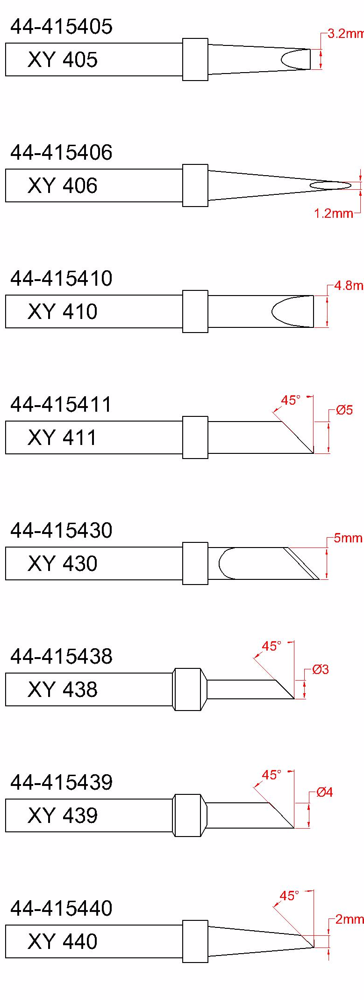 44-415405
3.2mm
XY 405
44-415406
XY 406
1.2mm
44-415410
4.8m
XY 410
44-415411
45°
Ø5
XY 411
44-415430
5mm
XY 430
44-415438
45°
Ø3
XY 438
44-415439
45°
Ø4
XY 439
44-415440
45°
2mm
XY 440